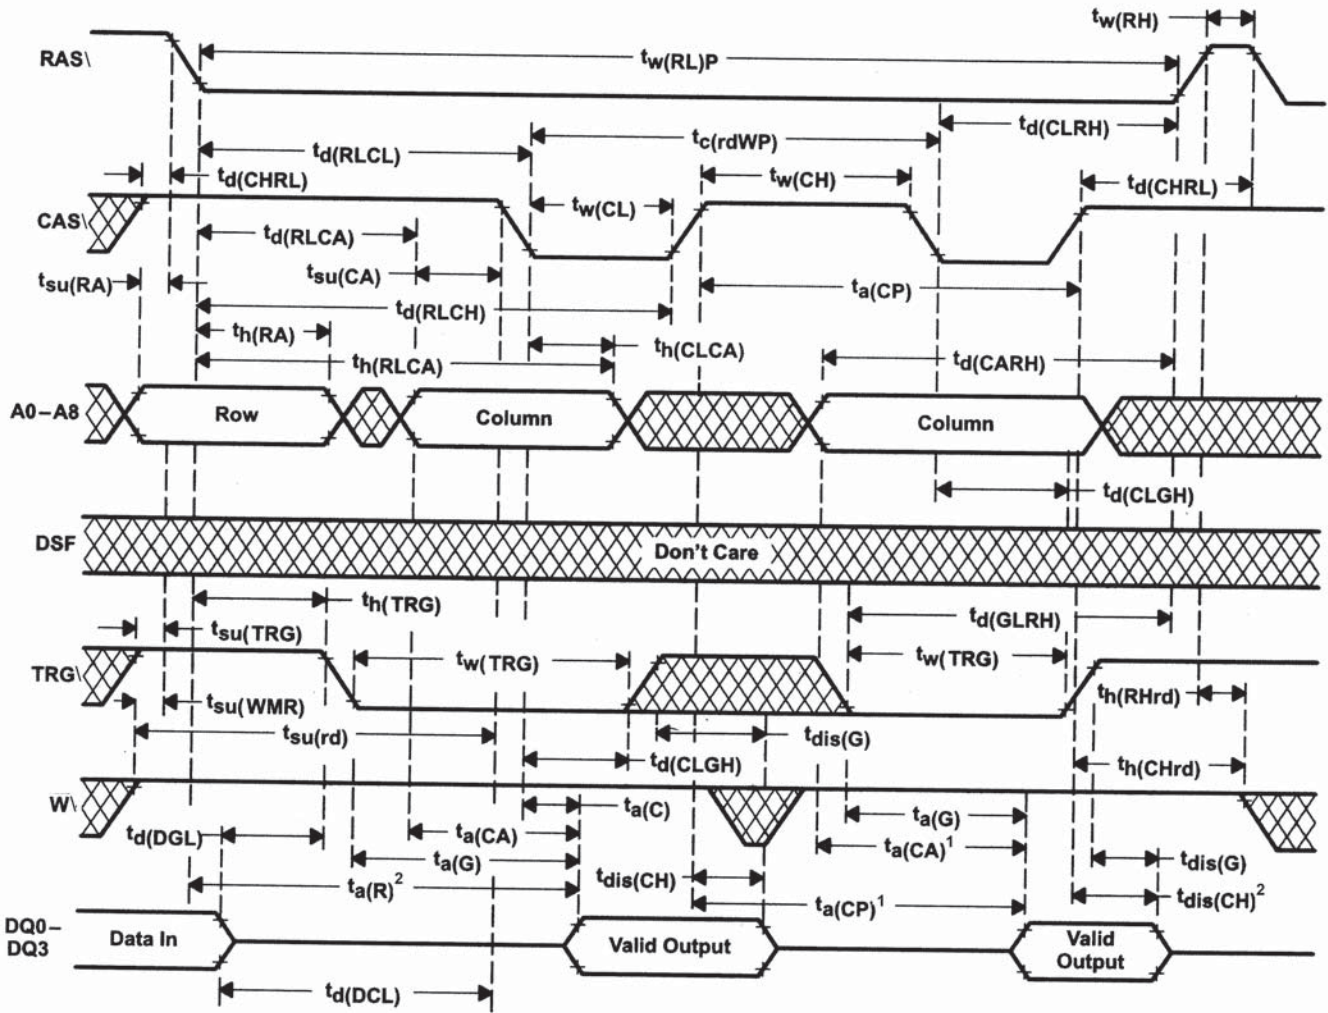 tw(RH)
RAS\
tw(RL)P
td(CLRH)
tc(rdWP)
td(RLCL)
td(CHRL)
tw(CH)
td(CHRL)
CAS\
tw(CL)
td(RLCA)
tsu(CA)
tsu(RA)
ta(CP)
td(RLCH)
th(RA)
th(CLCA)
th(RLCA)
td(CARH)
A0–A8
Row
Column
Column
td(CLGH)
DSF
Don't Care
th(TRG)
tsu(TRG)
td(GLRH)
TRG\
tw(TRG)
tw(TRG)
tsu(WMR)
th(RHrd)
tsu(rd)
tdis(G)
td(CLGH)
th(CHrd)
W\
ta(C)
ta(G)
td(DGL)
ta(CA)
ta(CA)1
ta(G)
tdis(G)
tdis(CH)
ta(R)2
ta(CP)1
tdis(CH)2
DQ0–
DQ3
Data In
Valid Output
Valid
Output
td(DCL)